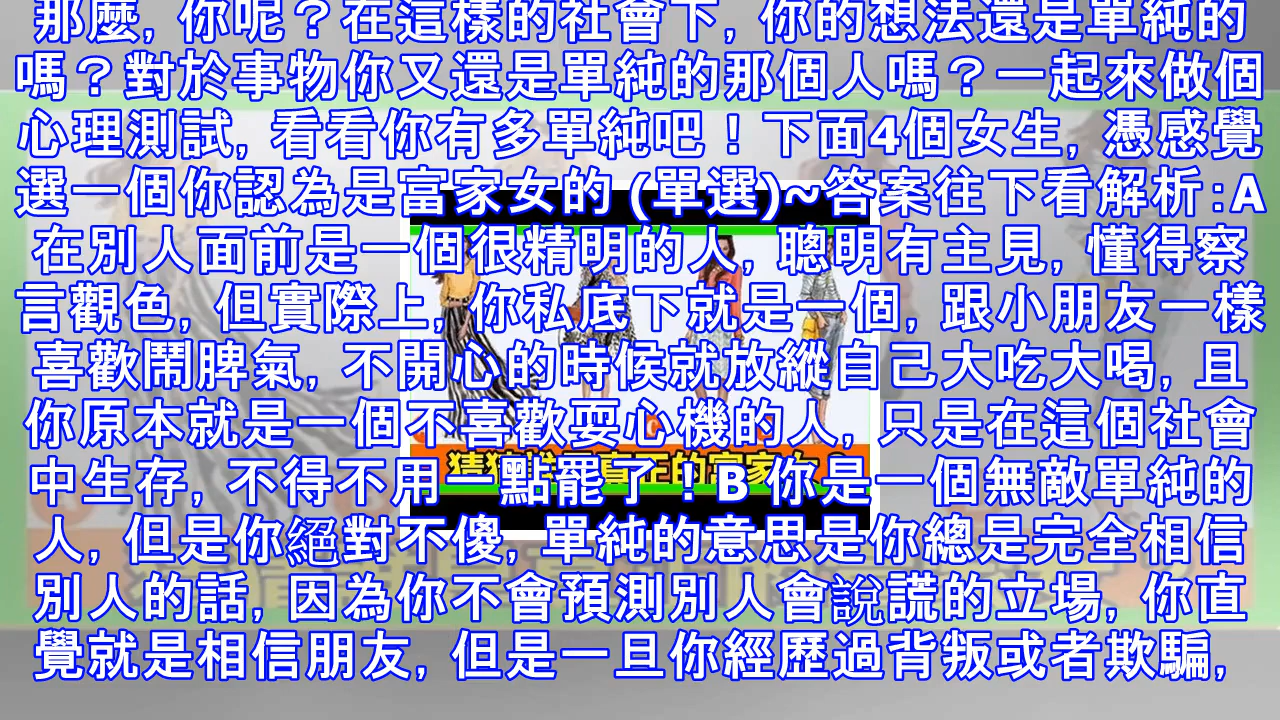 那麼, 你呢？在這樣的社會下, 你的想法還是單純的
嗎？對於事物你又還是單純的那個人嗎？一起來做個
心理測試, 看看你有多單純吧！下面4個女生, 憑感覺
選一個你認為是富家女的 (單選)~答案往下看解析:A
在別人面前是一個很精明的人, 聰明有主見, 懂得察
言觀色, 但實際上, 你私底下就是一個, 跟小朋友一樣
喜歡鬧脾氣, 不開心的時候就放縱自己大吃大喝, 且
你原本就是一個不喜歡耍心機的人, 只是在這個社會
中生存, 不得不用一點罷了！B 你是一個無敵單純的
人, 但是你絕對不傻, 單純的意思是你總是完全相信
別人的話, 因為你不會預測別人會說謊的立場, 你直
覺就是相信朋友, 但是一旦你經歷過背叛或者欺騙,